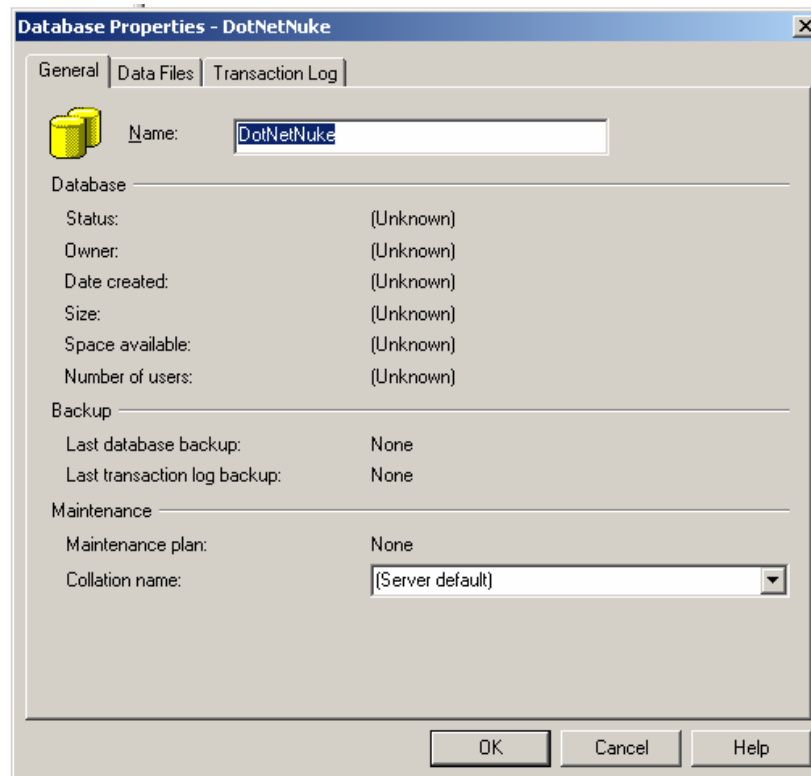 Database Properties - DotNetNuke
General Data Files Transaction Log
Name: DotNetNuke
Database
Status: (Unknown)
Owner: (Unknown)
Date created: (Unknown)
Size: (Unknown)
Space available: (Unknown)
Number of users: (Unknown)
Backup
Last database backup: None
Last transaction log backup: None
Maintenance
Maintenance plan: None
Collation name: (Server default)
OK Cancel Help